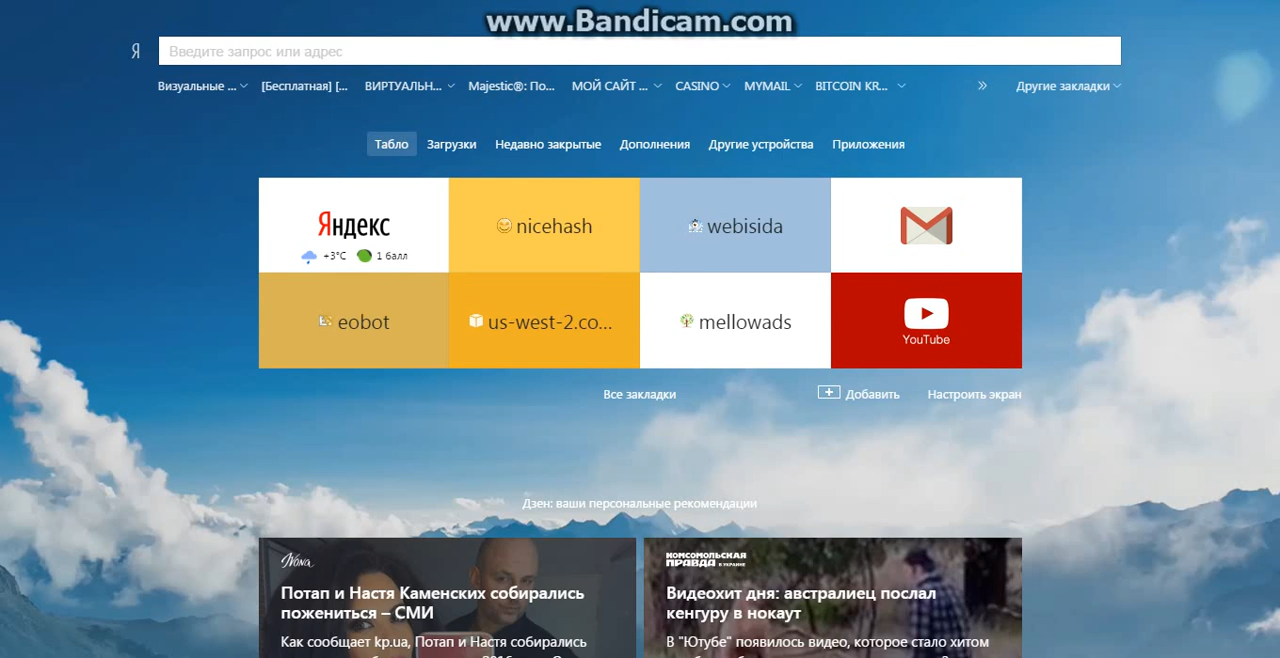 www.Bandicam.com
Я Введите запрос или адрес
Визуальные ... [Бесплатная] [... ВИРТУАЛЬН... Majestic®: По... МОЙ САЙТ ... CASINO MYMAIL BITCOIN KR... » Другие закладки
Табло Загрузки Недавно закрытые Дополнения Другие устройства Приложения
Яндекс nicehash webisida
+3°C 1 балл
eobot us-west-2.co... mellowads YouTube
Все закладки Добавить Настроить экран
Дзен: ваши персональные рекомендации
Nona
Потап и Настя Каменских собирались
пожениться – СМИ
Как сообщает kp.ua, Потап и Настя собирались
КОМСОМОЛЬСКАЯ
ПРАВДА В УКРАИНЕ
Видеохит дня: австралиец послал
кенгуру в нокаут
В "Ютубе" появилось видео, которое стало хитом